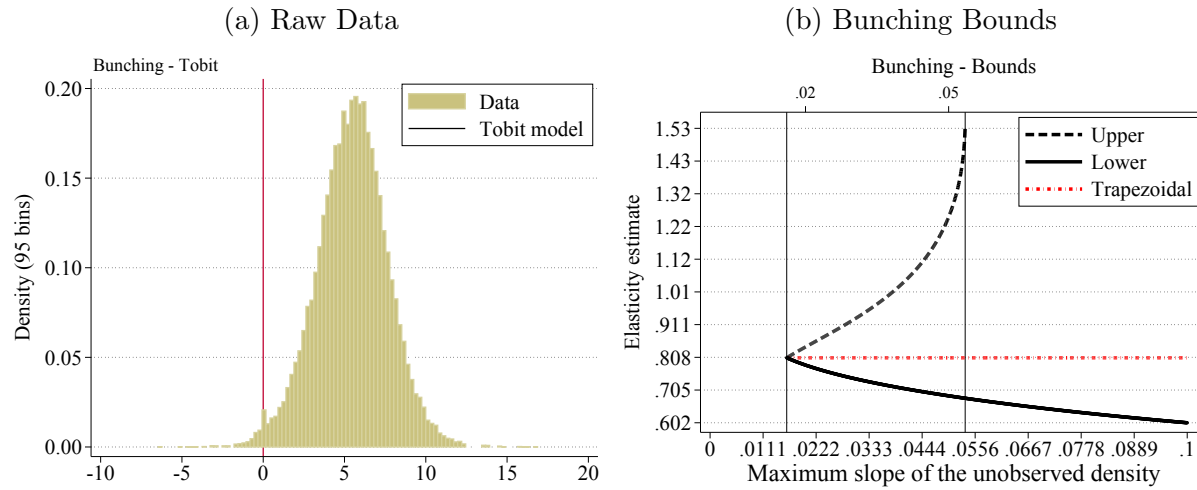 (a) Raw Data
Bunching - Tobit
Density (95 bins)
0.20
0.15
0.10
0.05
0.00
Data
Tobit model
-10 -5 0 5 10 15 20
(b) Bunching Bounds
Bunching - Bounds
.02 .05
Elasticity estimate
1.53
1.43
1.32
1.22
1.12
1.01
.911
.808
.705
.602
Upper
Lower
Trapezoidal
0 .0111 .0222 .0333 .0444 .0556 .0667 .0778 .0889 .1
Maximum slope of the unobserved density